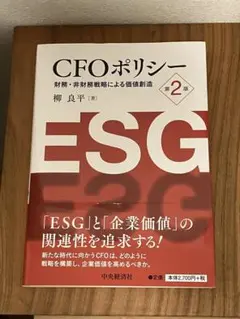 CFOポリシー
財務・非財務戦略による価値創造
第2版
柳 良平 [著]
ESG
「ESG」と「企業価値」の
関連性を追求する!
新たな時代に向かうCFOは、どのように
戦略を構築し、企業価値を高めるべきか。
中央経済社
●定価 本体2,700円+税